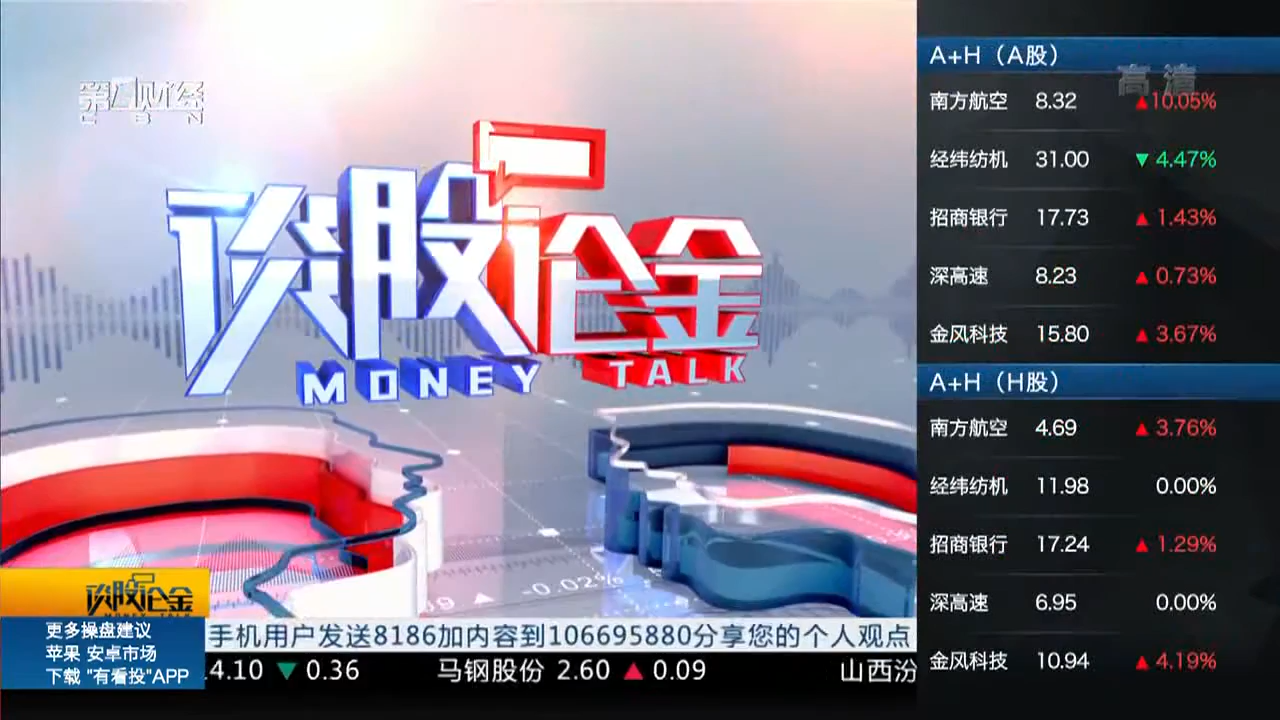 第一财经
CBN
谈股论金
MONEY TALK
高清
A+H（A股）
南方航空 8.32 ▲10.05%
经纬纺机 31.00 ▼4.47%
招商银行 17.73 ▲1.43%
深高速 8.23 ▲0.73%
金风科技 15.80 ▲3.67%
A+H（H股）
南方航空 4.69 ▲3.76%
经纬纺机 11.98 0.00%
招商银行 17.24 ▲1.29%
深高速 6.95 0.00%
金风科技 10.94 ▲4.19%
09 ▲ -0.02%
谈股论金
MONEY TALK
更多操盘建议
苹果 安卓市场
下载 "有看投"APP
手机用户发送8186加内容到106695880分享您的个人观点
4.10 ▼0.36 马钢股份 2.60 ▲0.09 山西汾